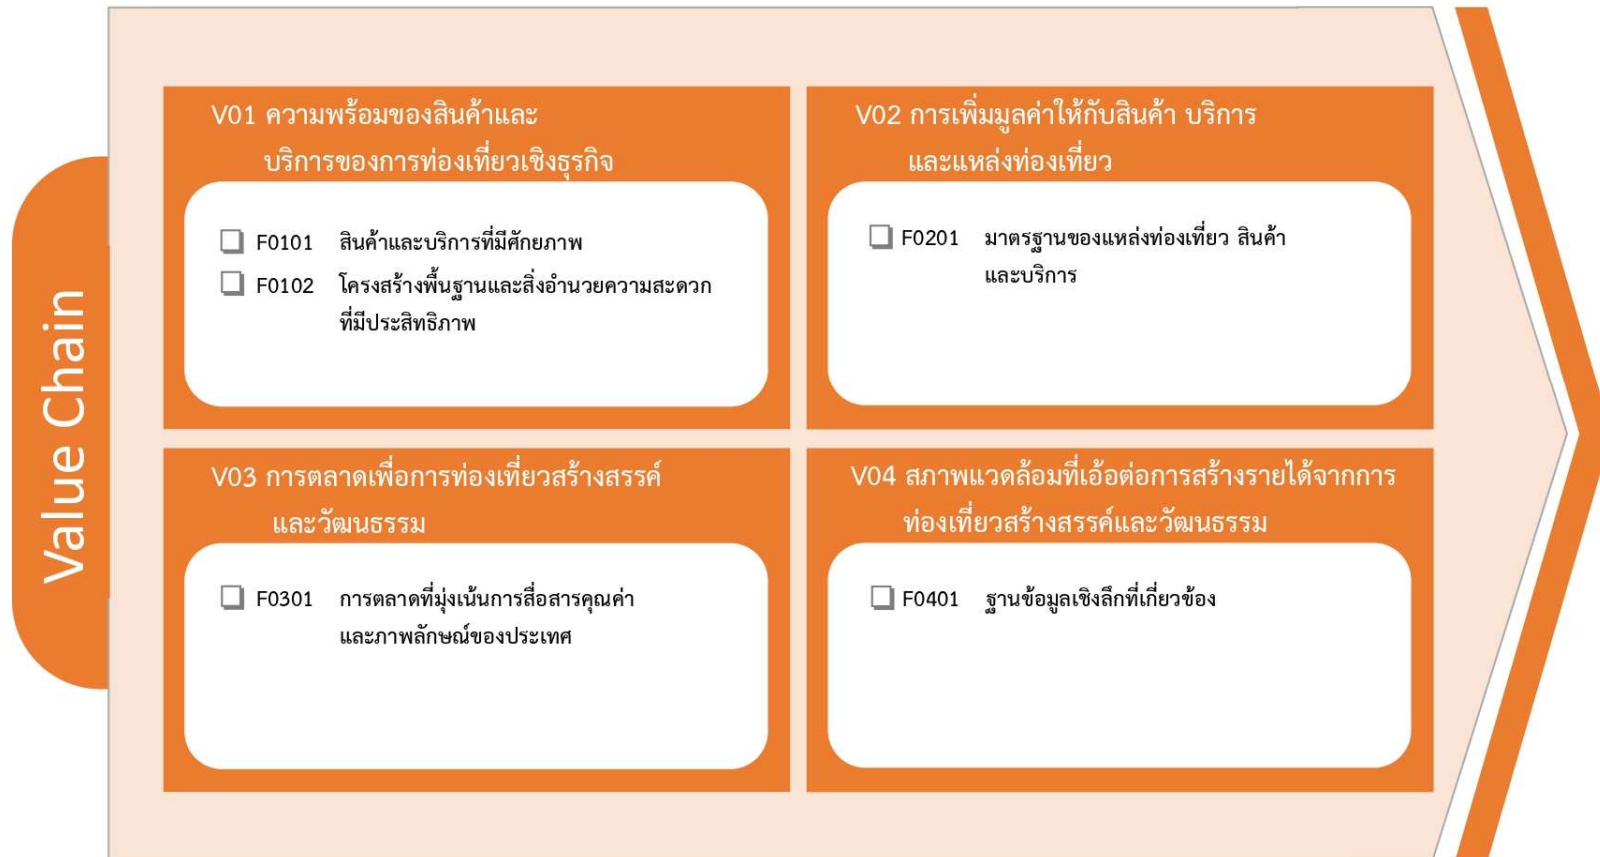 Value Chain
V01 ความพร้อมของสินค้าและ
บริการของการท่องเที่ยวเชิงธุรกิจ
F0101 สินค้าและบริการที่มีศักยภาพ
F0102 โครงสร้างพื้นฐานและสิ่งอำนวยความสะดวก
ที่มีประสิทธิภาพ
V02 การเพิ่มมูลค่าให้กับสินค้า บริการ
และแหล่งท่องเที่ยว
F0201 มาตรฐานของแหล่งท่องเที่ยว สินค้า
และบริการ
V03 การตลาดเพื่อการท่องเที่ยวสร้างสรรค์
และวัฒนธรรม
F0301 การตลาดที่มุ่งเน้นการสื่อสารคุณค่า
และภาพลักษณ์ของประเทศ
V04 สภาพแวดล้อมที่เอ้อต่อการสร้างรายได้จากการ
ท่องเที่ยวสร้างสรรค์และวัฒนธรรม
F0401 ฐานข้อมูลเชิงลึกที่เกี่ยวข้อง